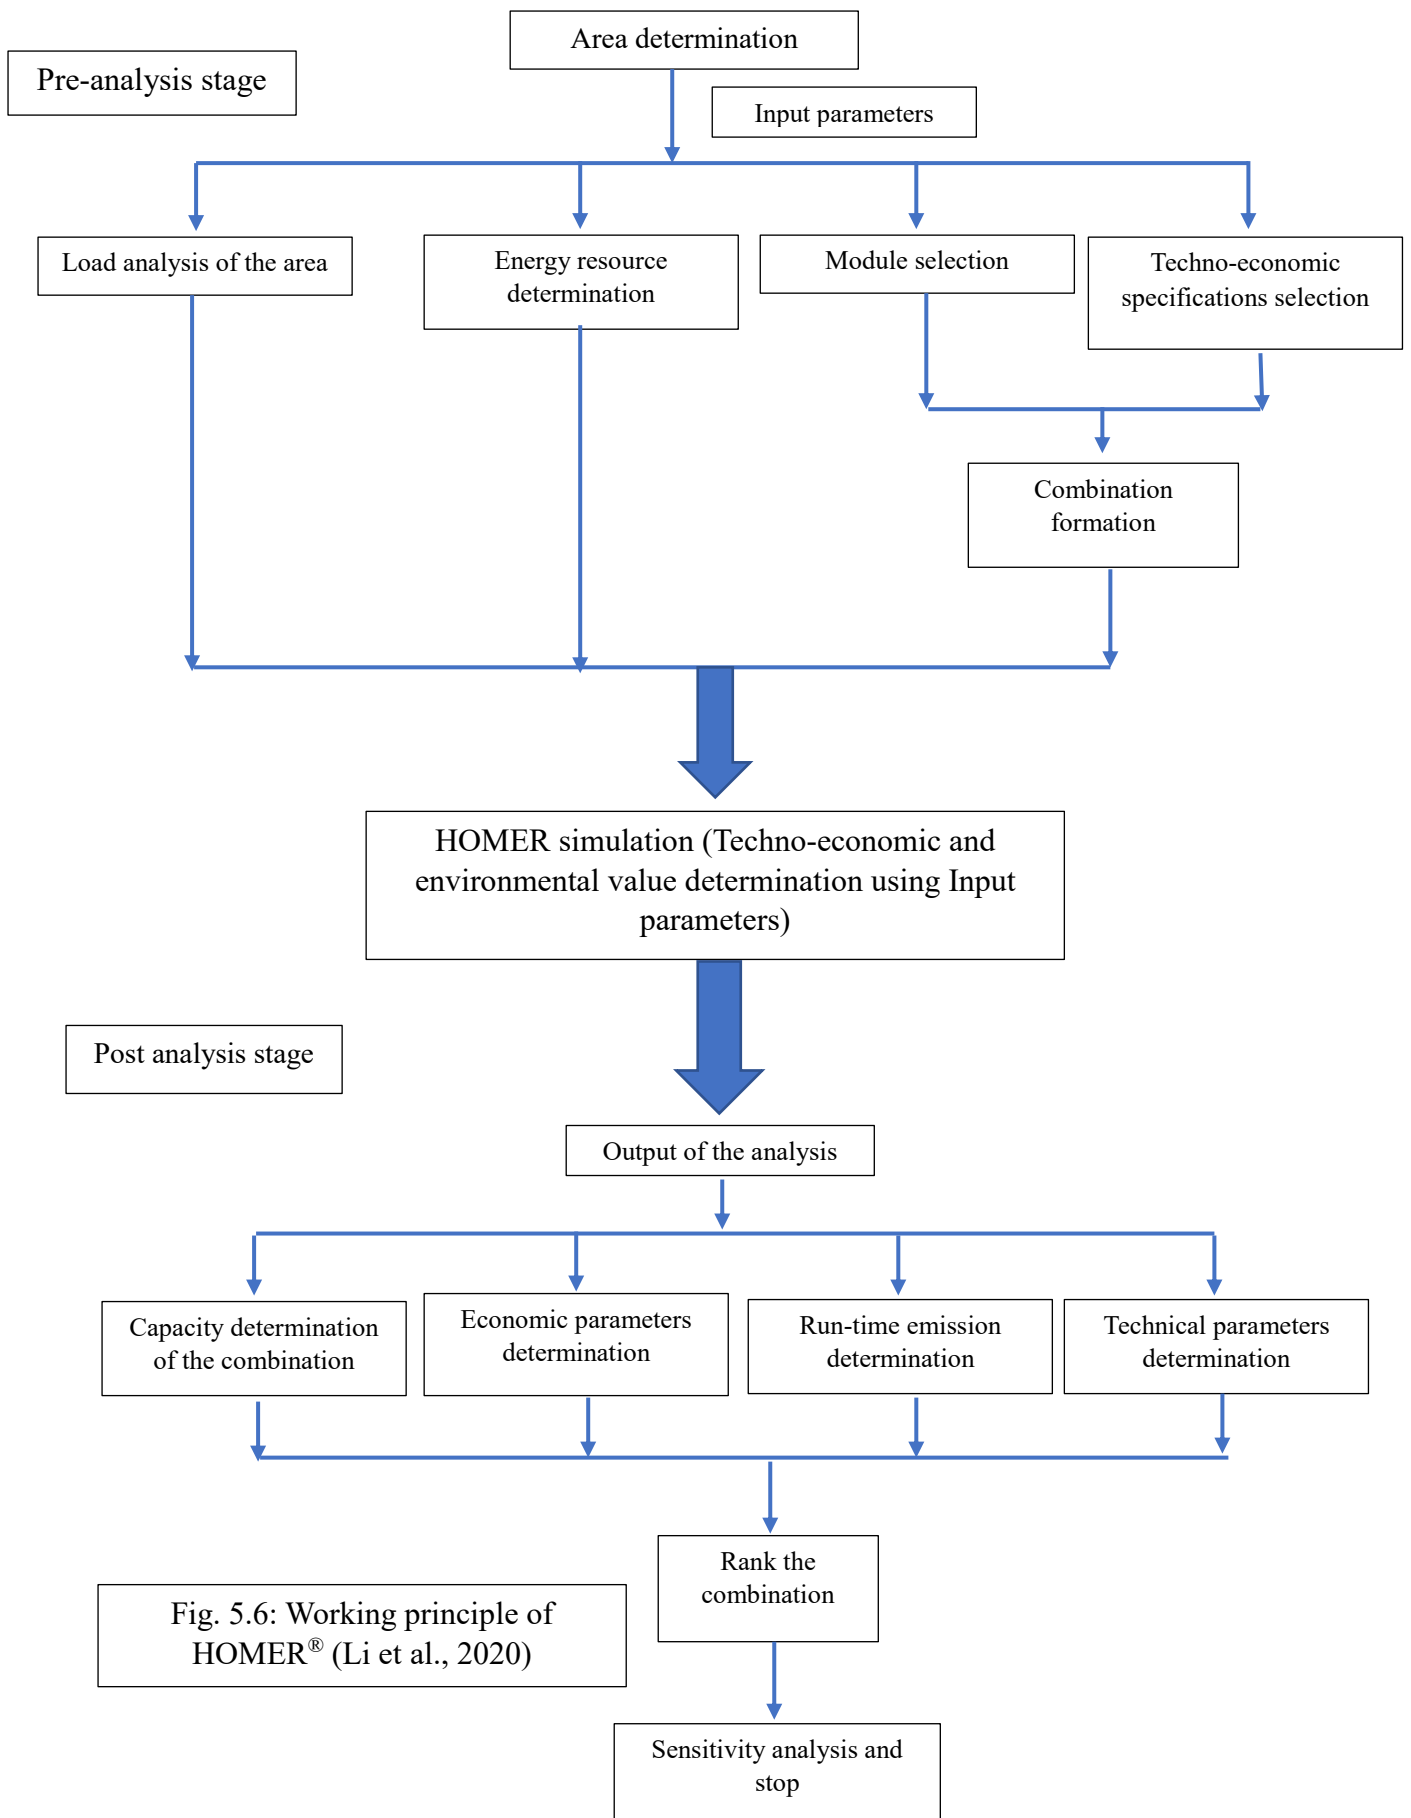 Area determination
Pre-analysis stage
Input parameters
Load analysis of the area
Energy resource
determination
Module selection
Techno-economic
specifications selection
Combination
formation
HOMER simulation (Techno-economic and
environmental value determination using Input
parameters)
Post analysis stage
Output of the analysis
Capacity determination
of the combination
Economic parameters
determination
Run-time emission
determination
Technical parameters
determination
Rank the
combination
Fig. 5.6: Working principle of
HOMER® (Li et al., 2020)
Sensitivity analysis and
stop